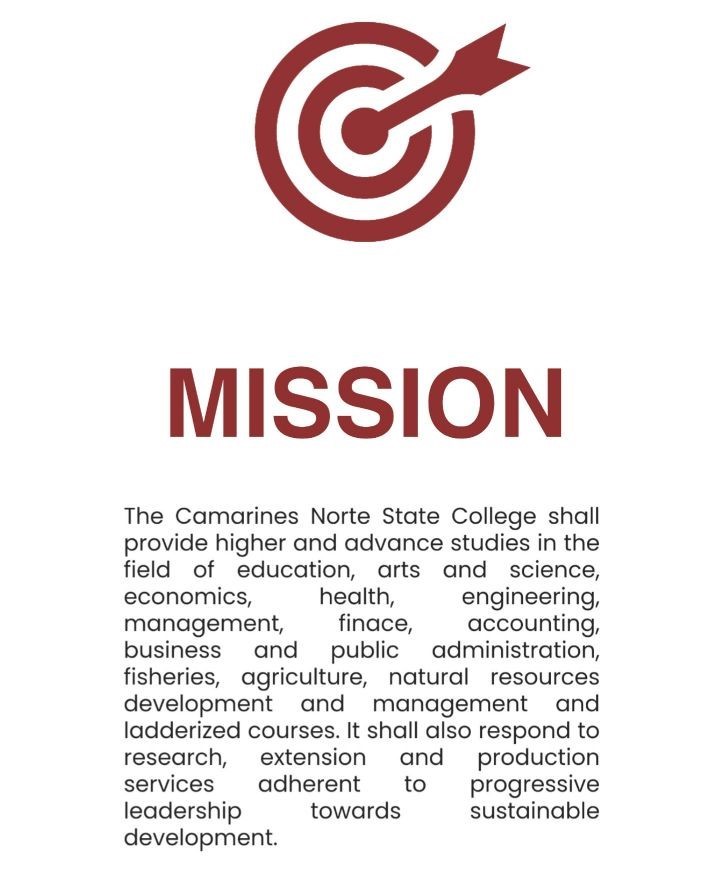 MISSION
The Camarines Norte State College shall
provide higher and advance studies in the
field of education, arts and science,
economics, health, engineering,
management, finace, accounting,
business and public administration,
fisheries, agriculture, natural resources
development and management and
ladderized courses. It shall also respond to
research, extension and production
services adherent to progressive
leadership towards sustainable
development.